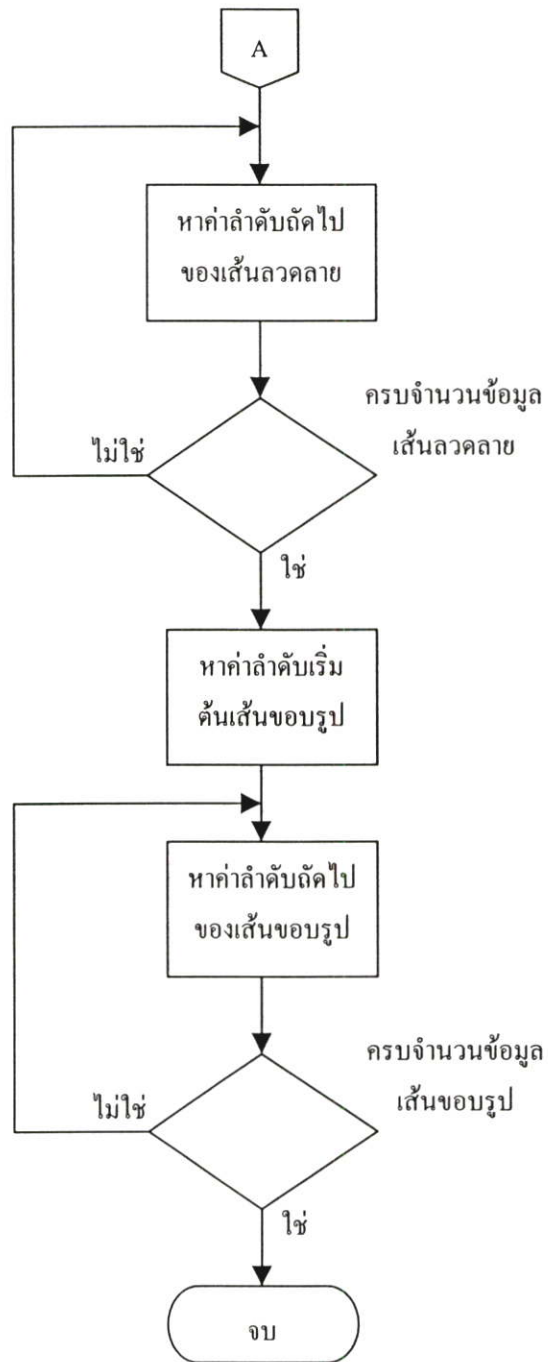 A
หาค่าลำดับถัดไป
ของเส้นลวดลาย
ครบจำนวนข้อมูล
เส้นลวดลาย
ไม่ใช่
ใช่
หาค่าลำดับเริ่ม
ต้นเส้นขอบรูป
หาค่าลำดับถัดไป
ของเส้นขอบรูป
ครบจำนวนข้อมูล
เส้นขอบรูป
ไม่ใช่
ใช่
จบ